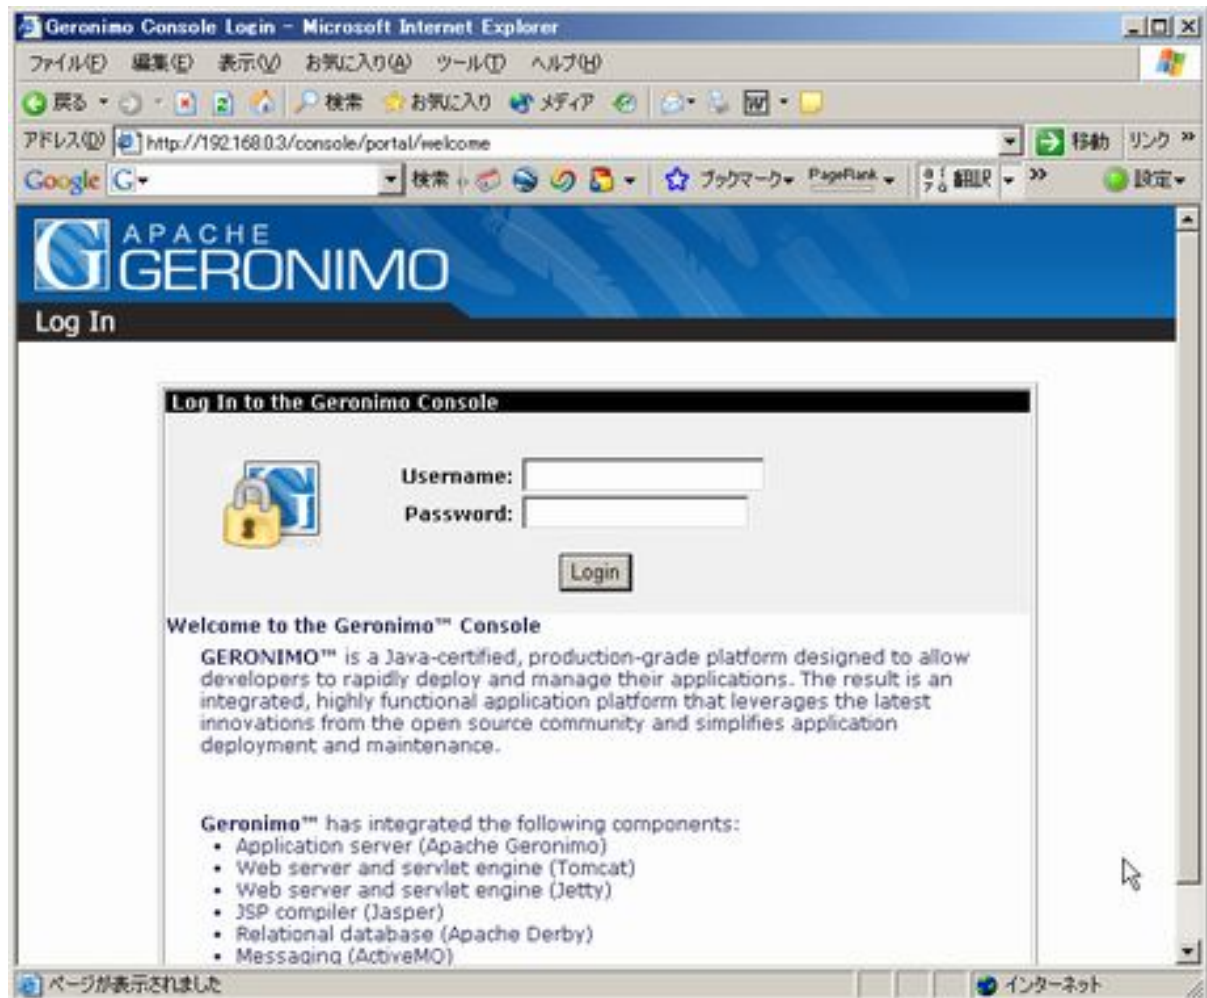 Geronimo Console Login - Microsoft Internet Explorer
ファイル(F) 編集(E) 表示(V) お気に入り(A) ツール(T) ヘルプ(H)
戻る 検索 お気に入り メディア
アドレス(D) http://192.168.0.3/console/portal/welcome 移動 リンク »
Google G 検索 ブックマーク PageRank 翻訳 » 設定
APACHE
GERONIMO
Log In
Log In to the Geronimo Console
Username:
Password:
Login
Welcome to the Geronimo™ Console
GERONIMO™ is a Java-certified, production-grade platform designed to allow
developers to rapidly deploy and manage their applications. The result is an
integrated, highly functional application platform that leverages the latest
innovations from the open source community and simplifies application
deployment and maintenance.
Geronimo™ has integrated the following components:
• Application server (Apache Geronimo)
• Web server and servlet engine (Tomcat)
• Web server and servlet engine (Jetty)
• JSP compiler (Jasper)
• Relational database (Apache Derby)
• Messaging (ActiveMQ)
ページが表示されました インターネット